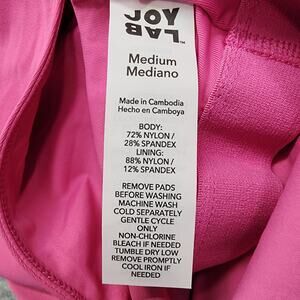 JOY
LAB
Medium
Mediano
Made in Cambodia
Hecho en Camboya
BODY:
72% NYLON /
28% SPANDEX
LINING:
88% NYLON /
12% SPANDEX
REMOVE PADS
BEFORE WASHING
MACHINE WASH
COLD SEPARATELY
GENTLE CYCLE
ONLY
NON-CHLORINE
BLEACH IF NEEDED
TUMBLE DRY LOW
REMOVE PROMPTLY
COOL IRON IF
NEEDED